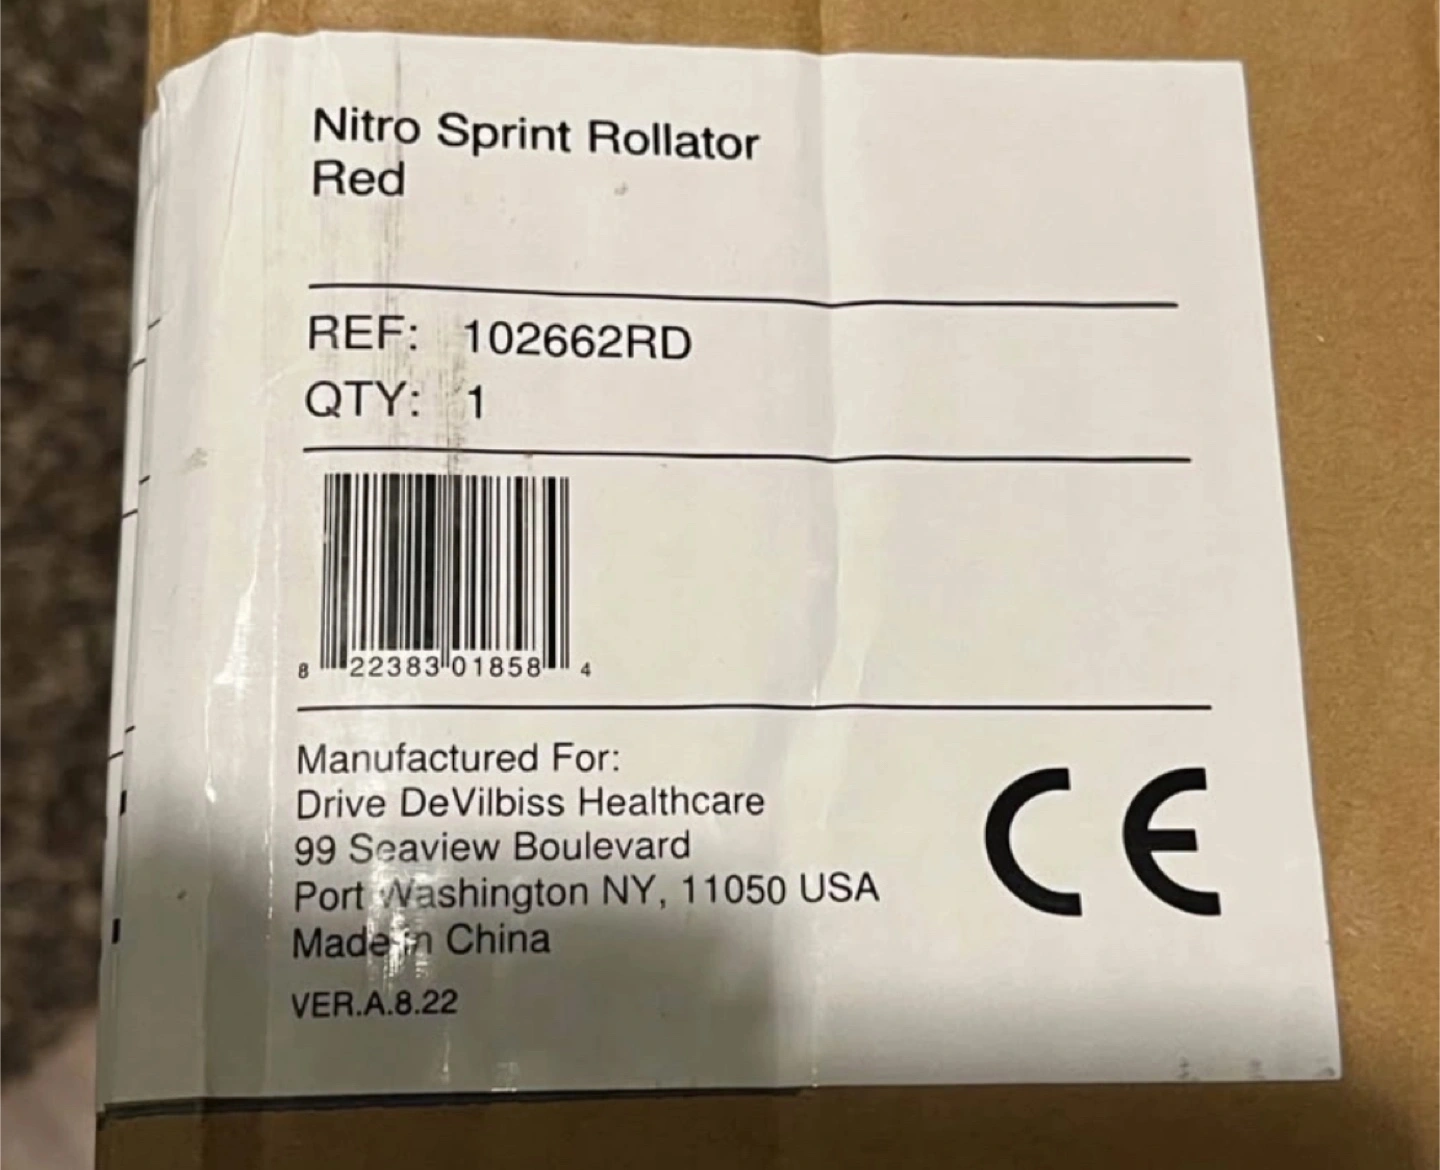 Nitro Sprint Rollator
Red
REF: 102662RD
QTY: 1
8 22383 01858 4
Manufactured For:
Drive DeVilbiss Healthcare
99 Seaview Boulevard
Port Washington NY, 11050 USA
Made in China
VER.A.8.22
CE